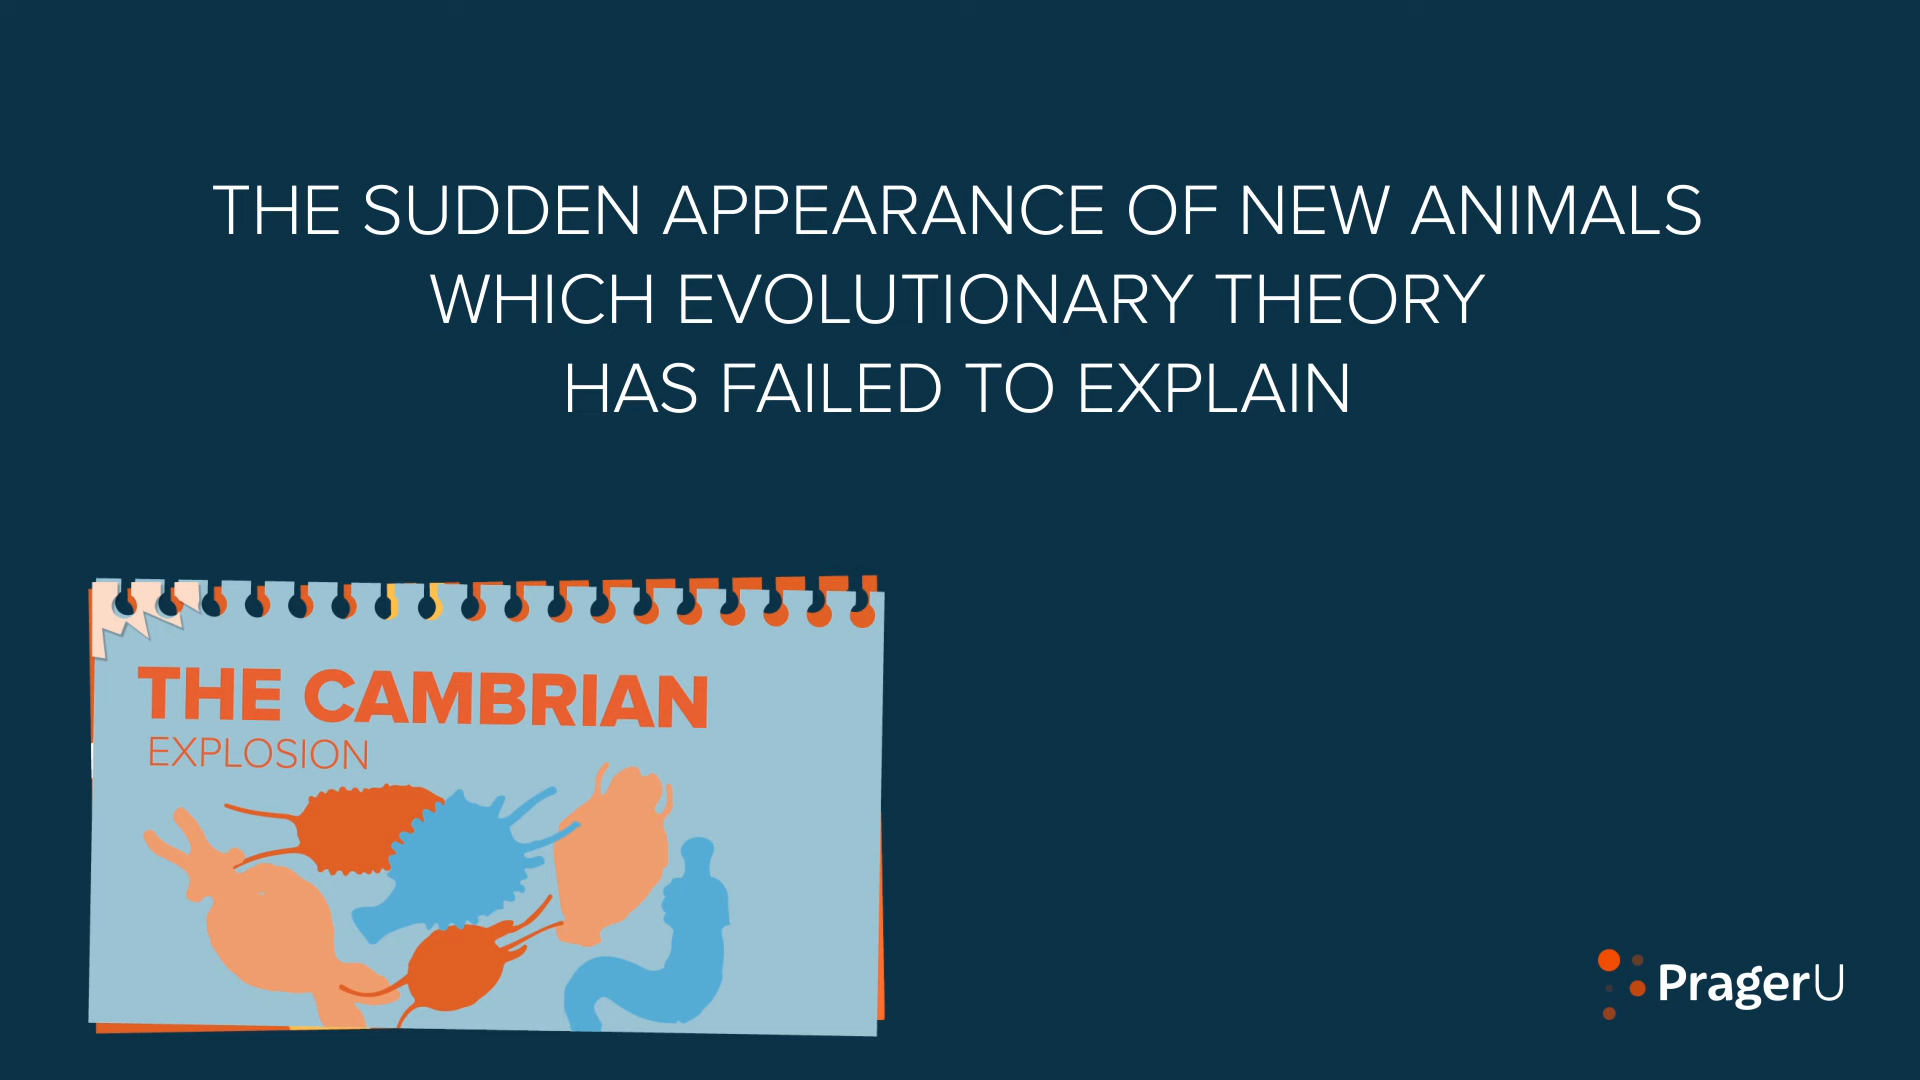 THE SUDDEN APPEARANCE OF NEW ANIMALS
WHICH EVOLUTIONARY THEORY
HAS FAILED TO EXPLAIN
THE CAMBRIAN
EXPLOSION
PragerU